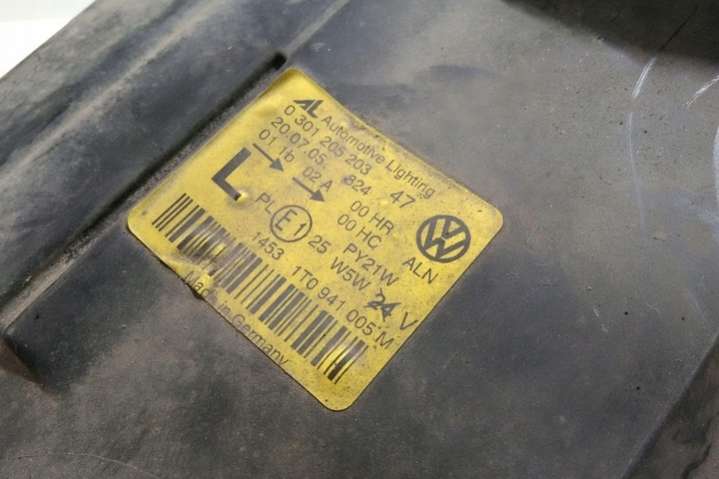 AL Automotive Lighting
0 301 205 203
20.07.05 824 47
01 1b 02 A 00 HR
L 00 HC ALN
PL E1 25 PY21W
W5W 24 V
1453 1T0 941 005 M
Made in Germany